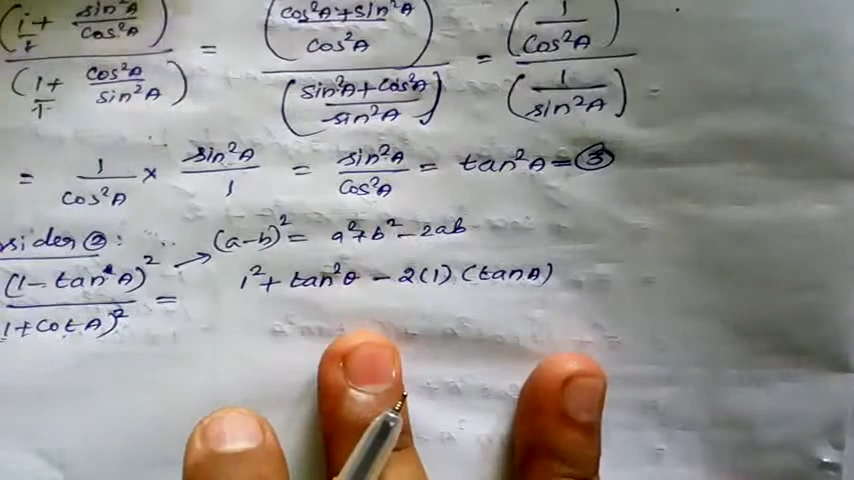 (1/1 + sin²A/cos²A) / (1/1 + cos²A/sin²A) = ((cos²A + sin²A)/cos²A) / ((sin²A + cos²A)/sin²A) = (1/cos²A) / (1/sin²A)
= 1/cos²A × sin²A/1 = sin²A/cos²A = tan²A = ③
sider ② : (a-b)² = a² + b² - 2ab
(1 - tan A)² / 1 + cot A)² = 1² + tan²θ - 2(1)(tanA)